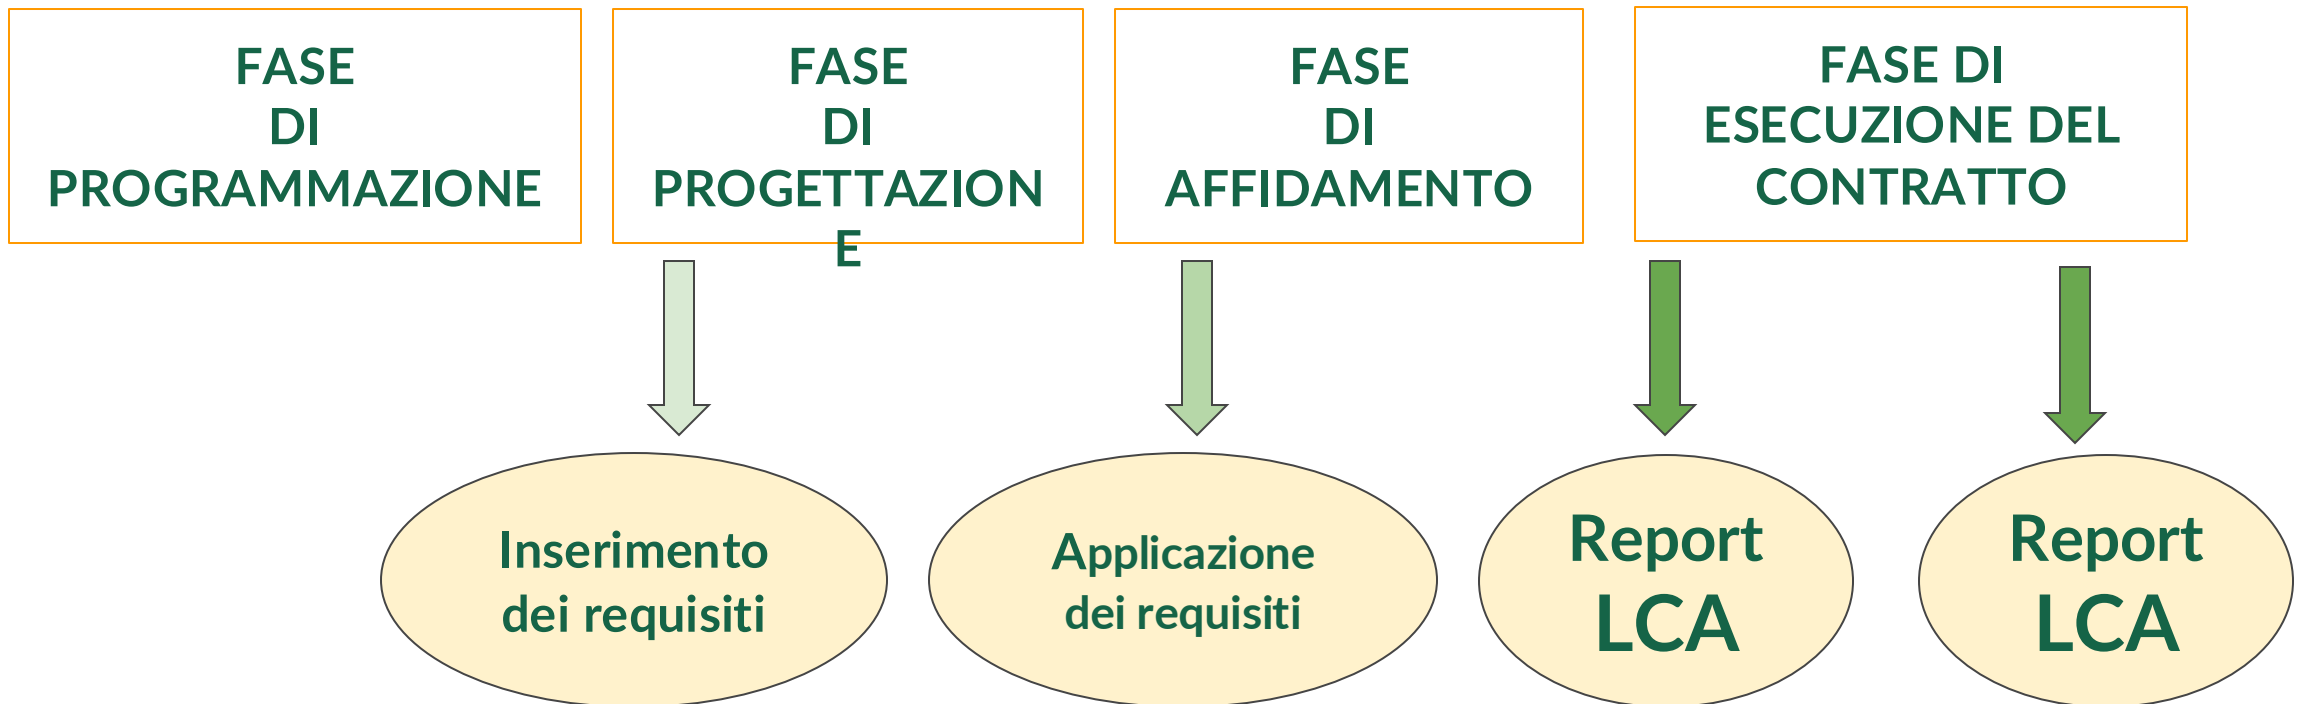 FASE
DI
PROGRAMMAZIONE
FASE
DI
PROGETTAZION
E
FASE
DI
AFFIDAMENTO
FASE DI
ESECUZIONE DEL
CONTRATTO
Inserimento
dei requisiti
Applicazione
dei requisiti
Report
LCA
Report
LCA